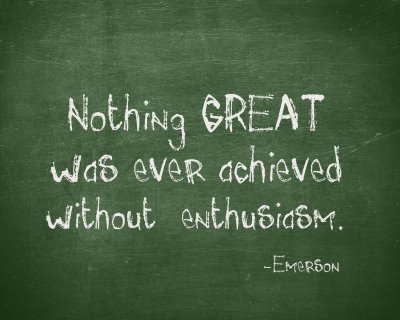 Nothing GREAT
was ever achieved
without enthusiasm.
-Emerson